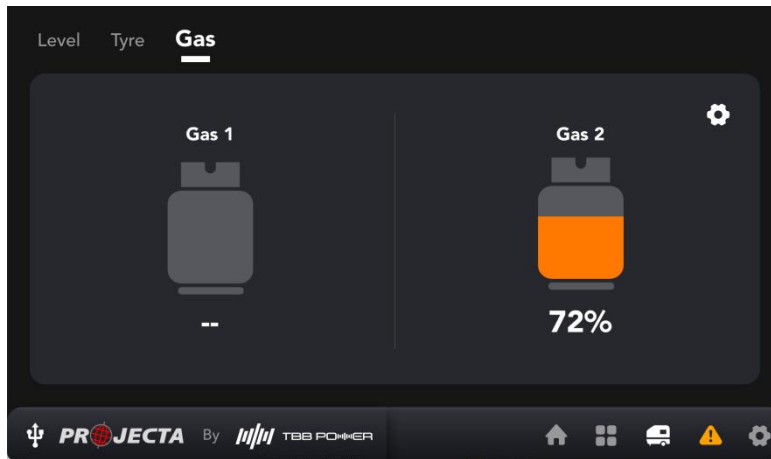 Level Tyre Gas
Gas 1 Gas 2
-- 72%
PROJECTA By TBB POWER